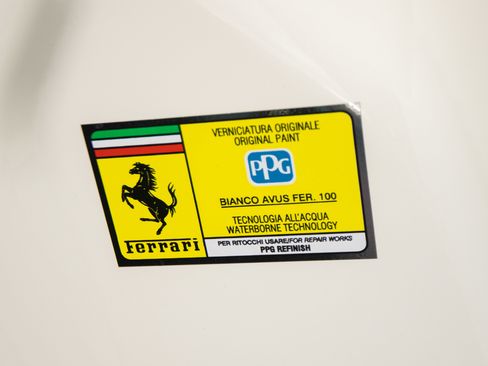 VERNICIATURA ORIGINALE
ORIGINAL PAINT
PPG
BIANCO AVUS FER. 100
TECNOLOGIA ALL'ACQUA
WATERBORNE TECHNOLOGY
Ferrari
PER RITOCCHI USARE/FOR REPAIR WORKS
PPG REFINISH